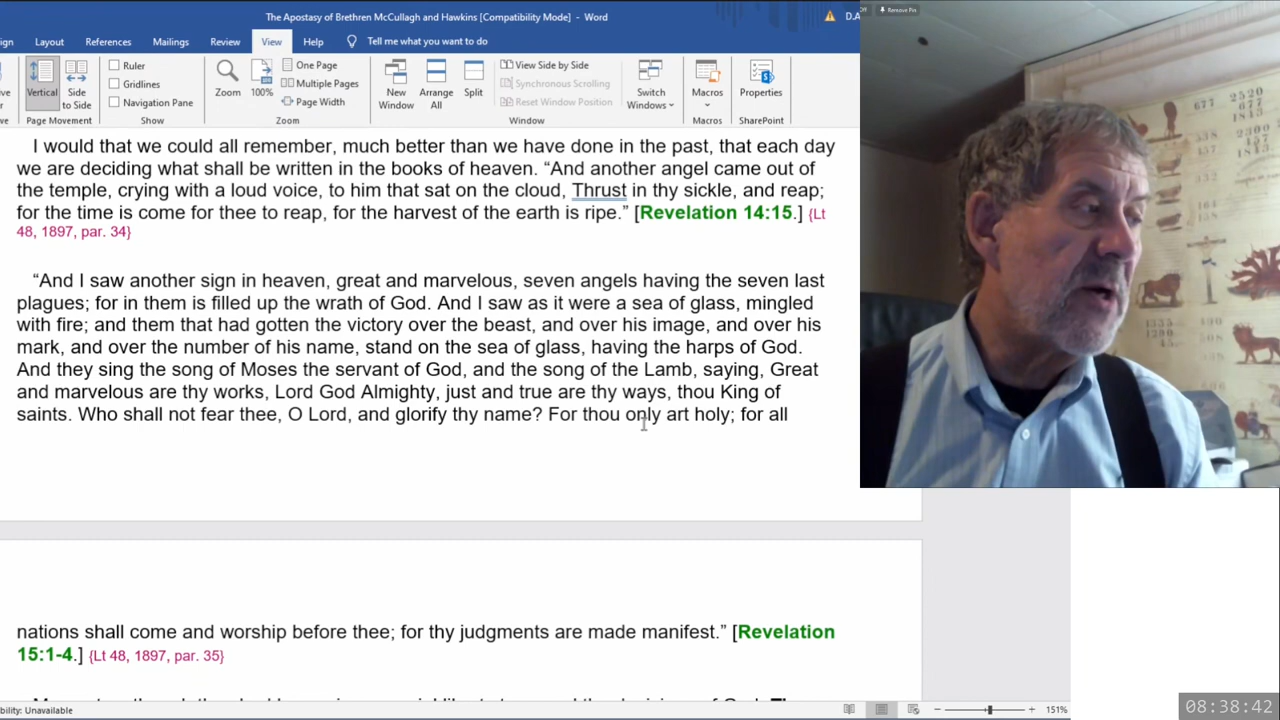 The Apostasy of Brethren McCullagh and Hawkins [Compatibility Mode] - Word
D.A
Remove Pin
ign Layout References Mailings Review View Help Tell me what you want to do
Vertical
Side to Side
Page Movement
Ruler
Gridlines
Navigation Pane
Show
Zoom
100%
One Page
Multiple Pages
Page Width
Zoom
New Window
Arrange All
Split
View Side by Side
Synchronous Scrolling
Reset Window Position
Window
Switch Windows
Macros
Macros
Properties
SharePoint
I would that we could all remember, much better than we have done in the past, that each day
we are deciding what shall be written in the books of heaven. “And another angel came out of
the temple, crying with a loud voice, to him that sat on the cloud, Thrust in thy sickle, and reap;
for the time is come for thee to reap, for the harvest of the earth is ripe.” [Revelation 14:15.] {Lt
48, 1897, par. 34}
“And I saw another sign in heaven, great and marvelous, seven angels having the seven last
plagues; for in them is filled up the wrath of God. And I saw as it were a sea of glass, mingled
with fire; and them that had gotten the victory over the beast, and over his image, and over his
mark, and over the number of his name, stand on the sea of glass, having the harps of God.
And they sing the song of Moses the servant of God, and the song of the Lamb, saying, Great
and marvelous are thy works, Lord God Almighty, just and true are thy ways, thou King of
saints. Who shall not fear thee, O Lord, and glorify thy name? For thou only art holy; for all
nations shall come and worship before thee; for thy judgments are made manifest.” [Revelation
15:1-4.] {Lt 48, 1897, par. 35}
bility: Unavailable
151%
677
2520
08:38:42